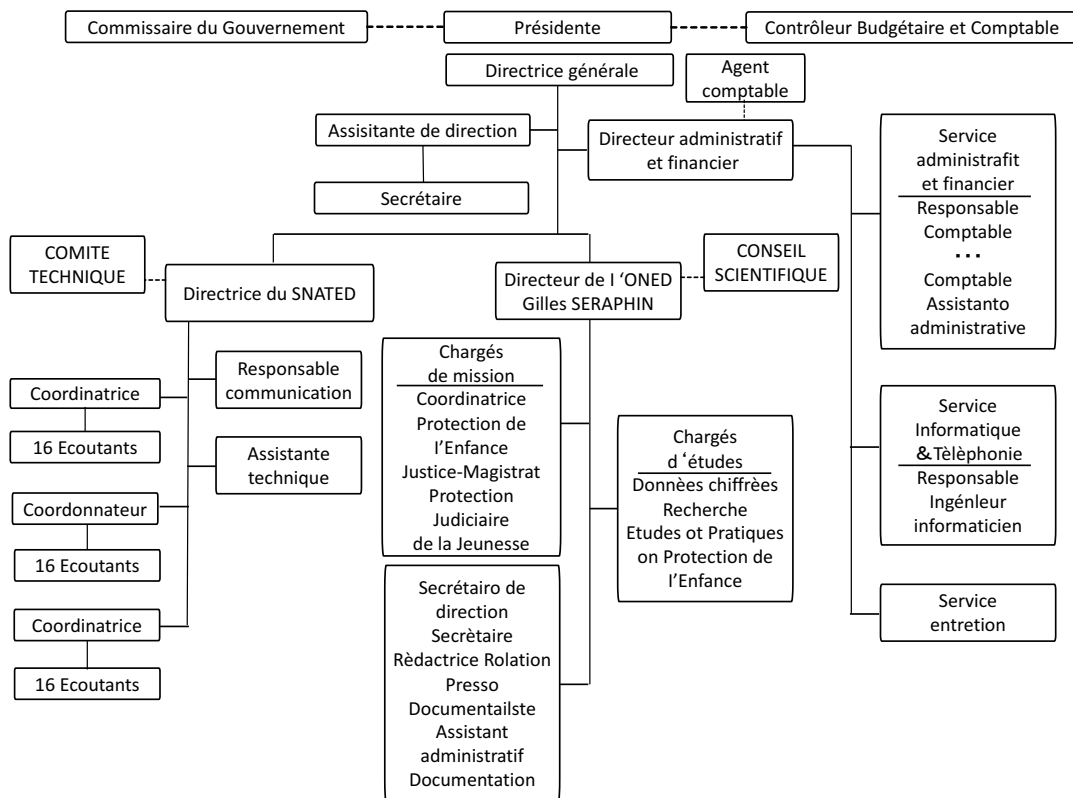 Commissaire du Gouvernement
Présidente
Contrôleur Budgétaire et Comptable
Directrice générale
Agent
comptable
Assisitante de direction
Directeur administratif
et financier
Secrétaire
Service
administrafit
et financier
Responsable
Comptable
...
Comptable
Assistanto
administrative
COMITE
TECHNIQUE
Directrice du SNATED
Directeur de I ‘ONED
Gilles SERAPHIN
CONSEIL
SCIENTIFIQUE
Responsable
communication
Coordinatrice
16 Ecoutants
Assistante
technique
Coordonnateur
16 Ecoutants
Coordinatrice
16 Ecoutants
Chargés
de mission
Coordinatrice
Protection de
I’Enfance
Justice-Magistrat
Protection
Judiciaire
de la Jeunesse
Chargés
d ‘études
Donnèes chiffrèes
Recherche
Etudes ot Pratiques
on Protection de
I’Enfance
Secrétairo de
direction
Secrètaire
Rèdactrice Rolation
Presso
Documentailste
Assistant
administratif
Documentation
Service
Informatique
&Tèlèphonie
Responsable
Ingénleur
informaticien
Service
entretion